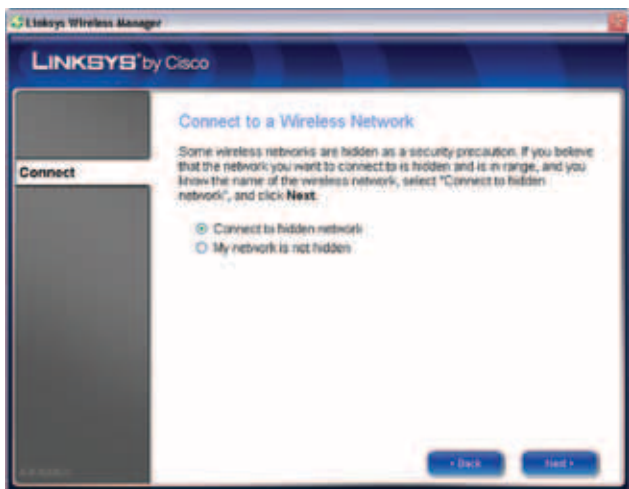 Linksys Wireless Manager
LINKSYS® by Cisco
Connect to a Wireless Network
Some wireless networks are hidden as a security precaution. If you believe
that the network you want to connect to is hidden and is in range, and you
know the name of the wireless network, select "Connect to hidden
network", and click Next.
Connect
Connect to hidden network
My network is not hidden
‹ Back
Next ›